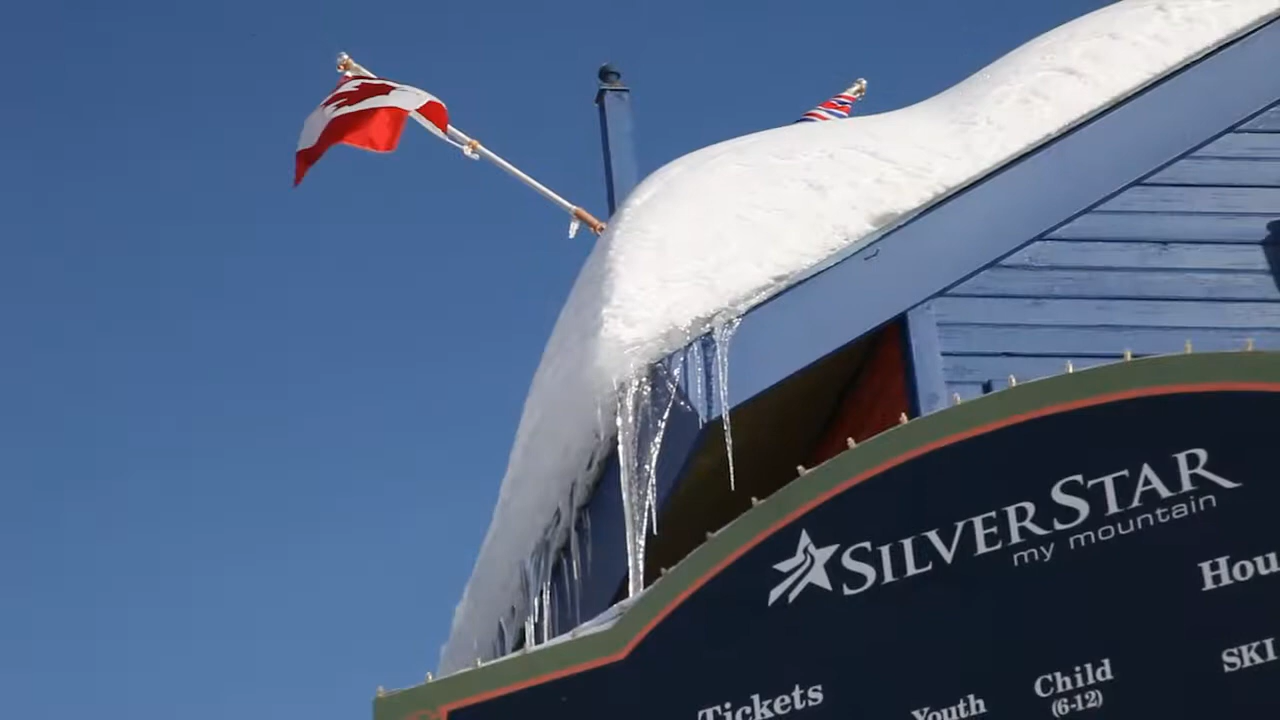 SILVERSTAR
my mountain
Tickets
Youth
Child
(6-12)
SKI